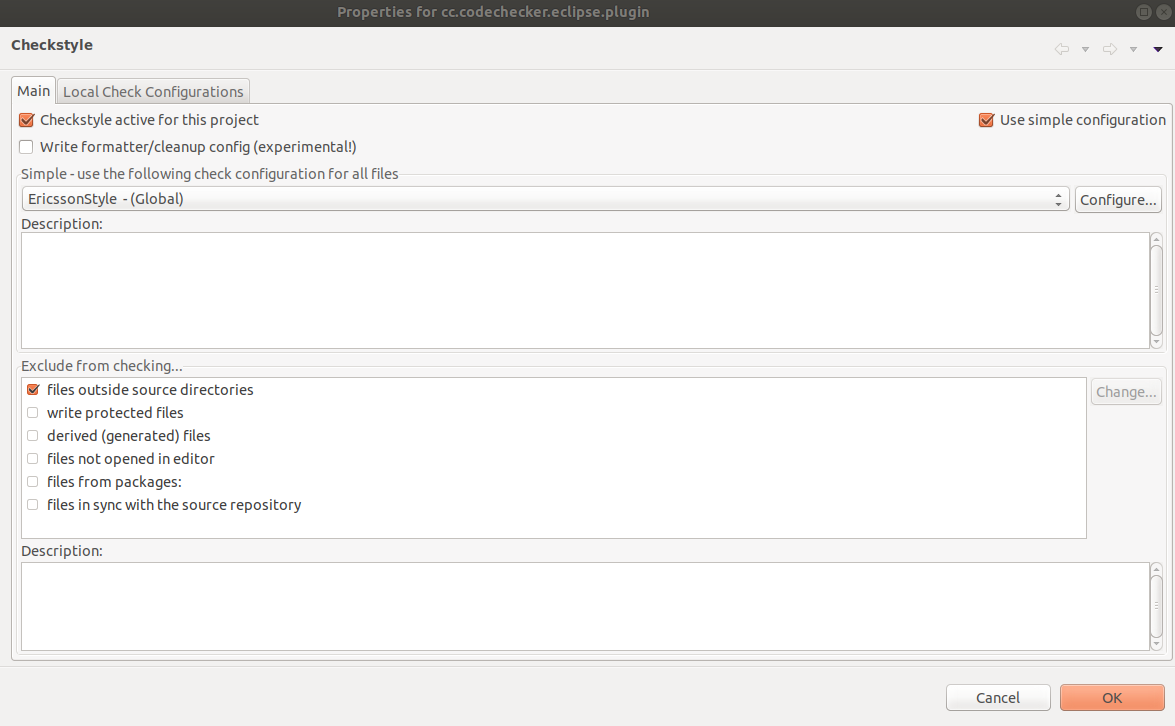 Properties for cc.codechecker.eclipse.plugin
Checkstyle
Main Local Check Configurations
Checkstyle active for this project Use simple configuration
Write formatter/cleanup config (experimental!)
Simple - use the following check configuration for all files
EricssonStyle - (Global) Configure...
Description:
Exclude from checking...
files outside source directories Change...
write protected files
derived (generated) files
files not opened in editor
files from packages:
files in sync with the source repository
Description:
Cancel OK